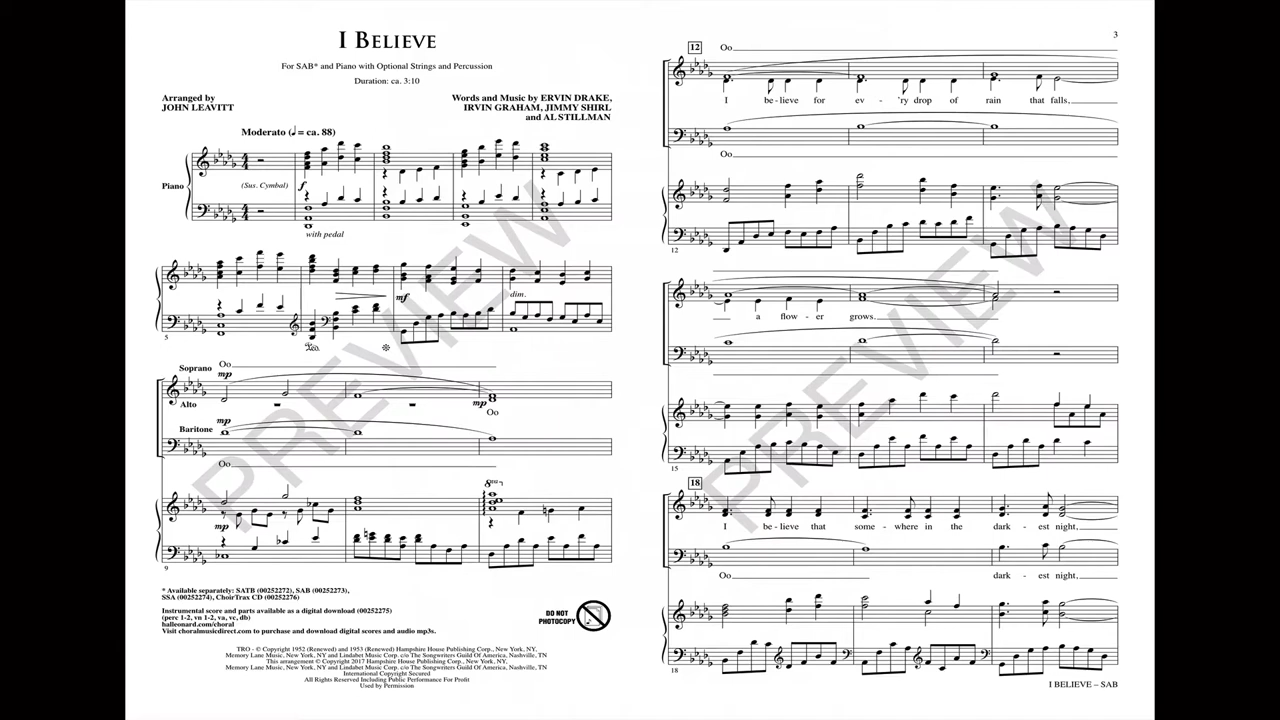 I BELIEVE
For SAB* and Piano with Optional Strings and Percussion
Duration: ca. 3:10
Arranged by
JOHN LEAVITT
Words and Music by ERVIN DRAKE,
IRVIN GRAHAM, JIMMY SHIRL
and AL STILLMAN
Moderato (♩ = ca. 88)
Piano
(Sus. Cymbal)
f
with pedal
mf
dim.
5
Ped.
Oo
Soprano
mp
Alto
mp
Oo
mp
Baritone
Oo
8va
mp
9
* Available separately: SATB (00252272), SAB (00252273),
SSA (00252274), ChoirTrax CD (00252276)
Instrumental score and parts available as a digital download (00252275)
(perc 1-2, vn 1-2, va, vc, db)
halleonard.com/choral
Visit choralmusicdirect.com to purchase and download digital scores and audio mp3s.
DO NOT
PHOTOCOPY
TRO - © Copyright 1952 (Renewed) and 1953 (Renewed) Hampshire House Publishing Corp., New York, NY,
Memory Lane Music, New York, NY and Lindabet Music Corp. c/o The Songwriters Guild Of America, Nashville, TN
This arrangement © Copyright 2017 Hampshire House Publishing Corp., New York, NY,
Memory Lane Music, New York, NY and Lindabet Music Corp. c/o The Songwriters Guild Of America, Nashville, TN
International Copyright Secured
All Rights Reserved Including Public Performance For Profit
Used by Permission
PREVIEW
3
12
Oo
I be - lieve for ev - 'ry drop of rain that falls,
Oo
12
a flow - er grows.
15
18
I be - lieve that some - where in the dark - est night,
Oo dark - est night,
18
I BELIEVE – SAB
PREVIEW